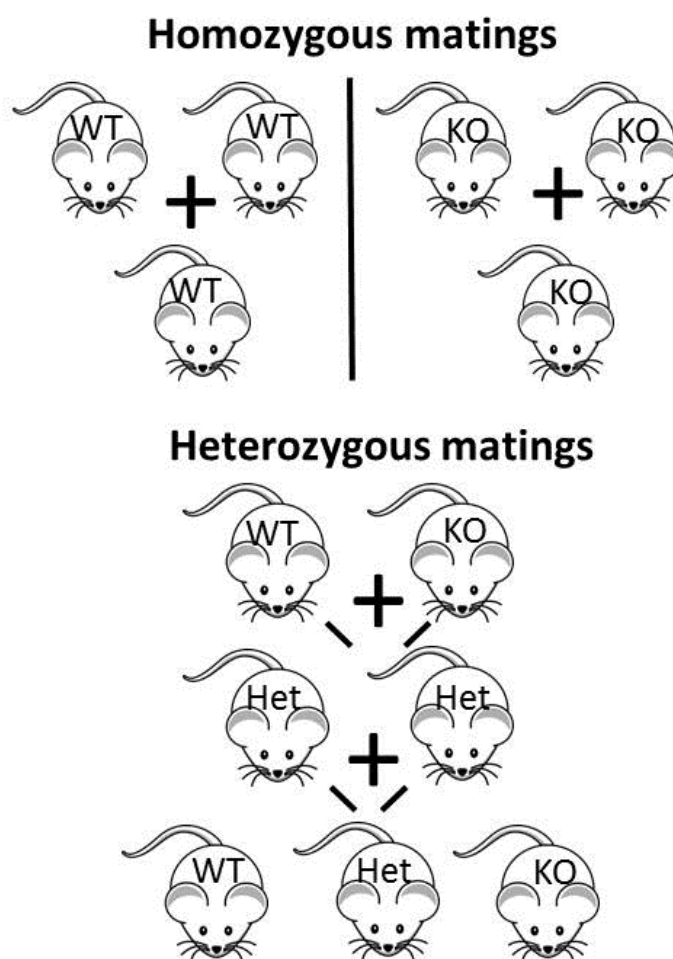 Homozygous matings
WT WT KO KO
+ +
WT KO
Heterozygous matings
WT KO
+
Het Het
+
WT Het KO